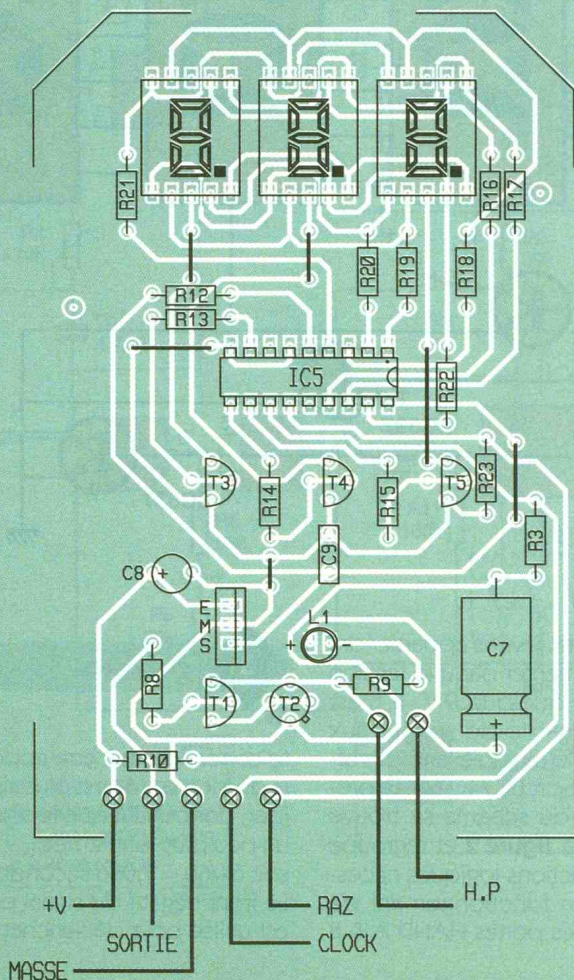 R21
R16
R17
R20
R19
R18
R12
R13
IC5
R22
T3
R14
T4
R15
T5
R23
R3
C9
C8 +
E
M
S
L1
+ -
C7
+
R8
T1
T2
R9
R10
+V
SORTIE
MASSE
RAZ
CLOCK
H.P